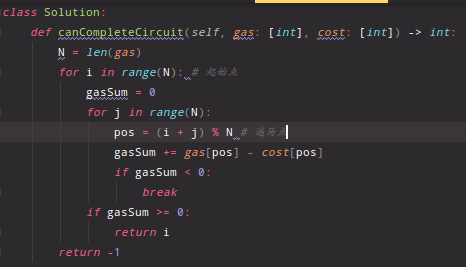 class Solution:
    def canCompleteCircuit(self, gas: [int], cost: [int]) -> int:
        N = len(gas)
        for i in range(N): # 起始点
            gasSum = 0
            for j in range(N):
                pos = (i + j) % N # 遍历点
                gasSum += gas[pos] - cost[pos]
                if gasSum < 0:
                    break
            if gasSum >= 0:
                return i
        return -1